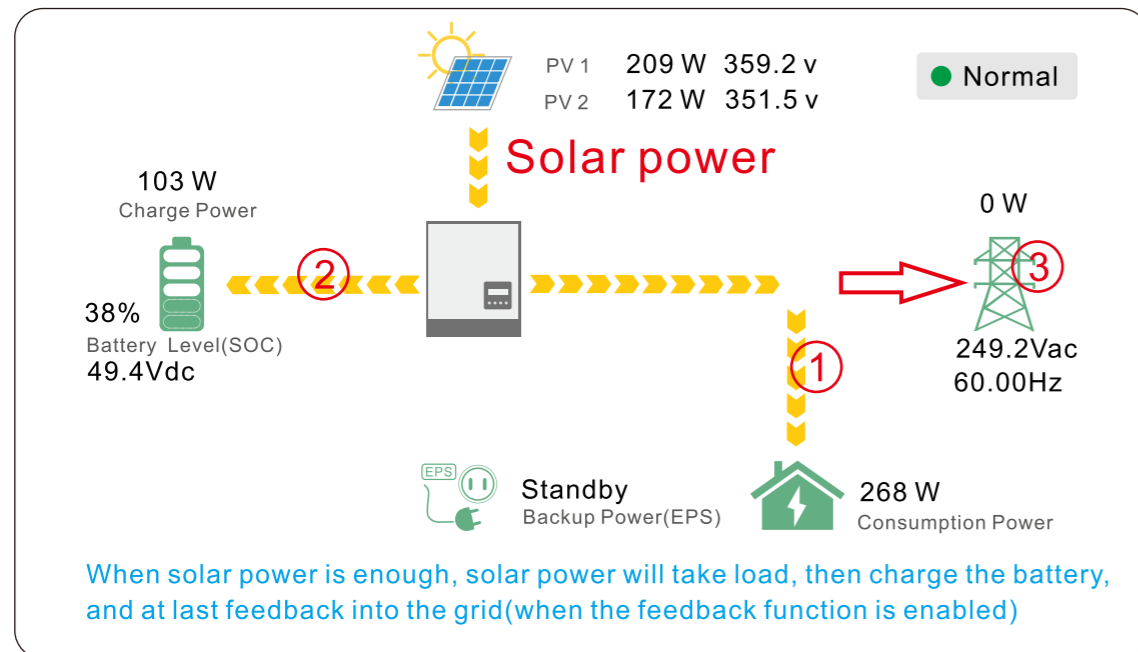 PV 1 209 W 359.2 v
PV 2 172 W 351.5 v
Normal
Solar power
103 W
Charge Power
0 W
2
3
38%
Battery Level(SOC)
49.4Vdc
249.2Vac
60.00Hz
1
EPS
Standby
Backup Power(EPS)
268 W
Consumption Power
When solar power is enough, solar power will take load, then charge the battery,
and at last feedback into the grid(when the feedback function is enabled)